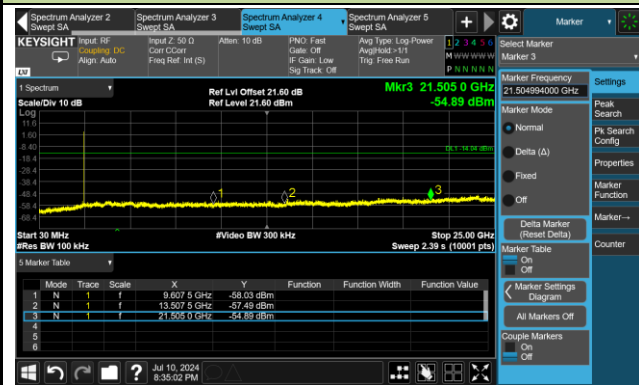 Spectrum Analyzer 2
Swept SA
Spectrum Analyzer 3
Swept SA
Spectrum Analyzer 4
Swept SA
Spectrum Analyzer 5
Swept SA
Marker
KEYSIGHT
Input: RF
Coupling: DC
Align: Auto
Input Z: 50 Ω
Corr CCorr
Freq Ref: Int (S)
Atten: 10 dB
PNO: Fast
Gate: Off
IF Gain: Low
Sig Track: Off
Avg Type: Log-Power
Avg|Hold:>1/1
Trig: Free Run
1 2 3 4 5 6
M W W W W W
P N N N N N
LXI
Select Marker
Marker 3
1 Spectrum
Scale/Div 10 dB
Log
Ref Lvl Offset 21.60 dB
Ref Level 21.60 dBm
Mkr3 21.505 0 GHz
-54.89 dBm
11.6
1.60
-8.40
-18.4
-28.4
-38.4
-48.4
-58.4
-68.4
DL1 -14.04 dBm
1
2
3
Start 30 MHz
#Res BW 100 kHz
#Video BW 300 kHz
Stop 25.00 GHz
Sweep 2.39 s (10001 pts)
5 Marker Table
Mode Trace Scale X Y Function Function Width Function Value
1 N 1 f 9.607 5 GHz -58.03 dBm
2 N 1 f 13.507 5 GHz -57.49 dBm
3 N 1 f 21.505 0 GHz -54.89 dBm
4
5
6
Marker Frequency
21.504994000 GHz
Marker Mode
Normal
Delta (Δ)
Fixed
Off
Delta Marker
(Reset Delta)
Marker Table
On
Off
Marker Settings
Diagram
All Markers Off
Couple Markers
On
Off
Settings
Peak
Search
Pk Search
Config
Properties
Marker
Function
Marker→
Counter
?
Jul 10, 2024
8:35:02 PM